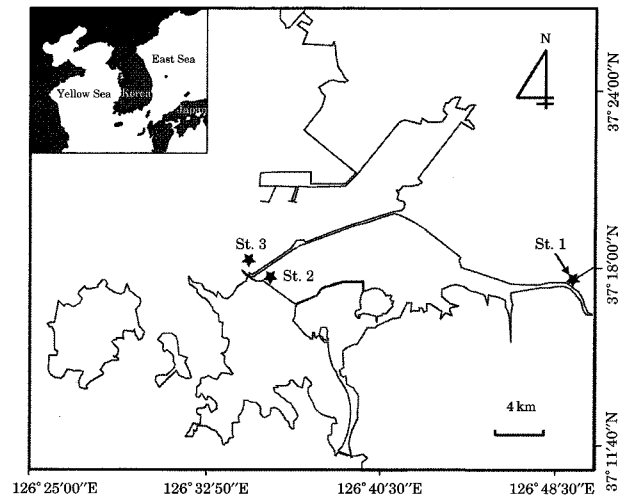 East Sea
Yellow Sea
Korea
Japan
N
St. 3
St. 2
St. 1
4 km
37°24′00″N
37°18′00″N
37°11′40″N
126°25′00″E
126°32′50″E
126°40′30″E
126°48′30″E